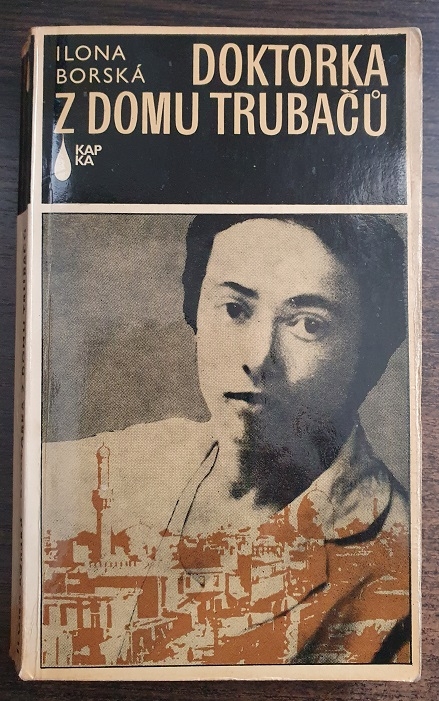 ILONA
BORSKÁ
DOKTORKA
Z DOMU TRUBAČŮ
KAP
KA